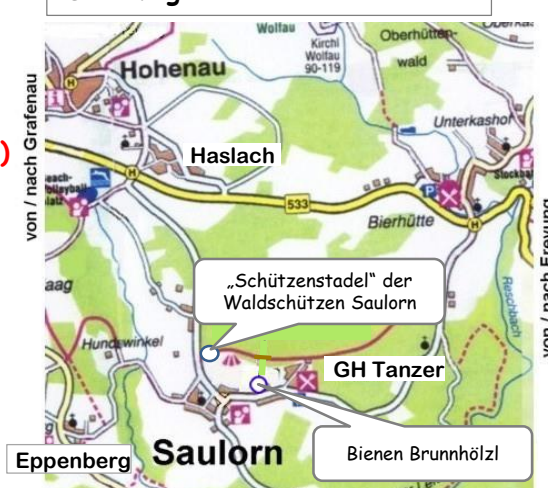 Wolfau
Kirchl
Wolfau
90-119
Oberhütten-
wald
Hohenau
H
i
Unterkashof
Haslach
von / nach Grafenau
)
H
533
P
Bierhütte
H
Reschbach
von / nach Freyung
„Schützenstadel“ der
Waldschützen Saulorn
Hundswinkel
GH Tanzer
Bienen Brunnhölzl
Saulorn
Eppenberg